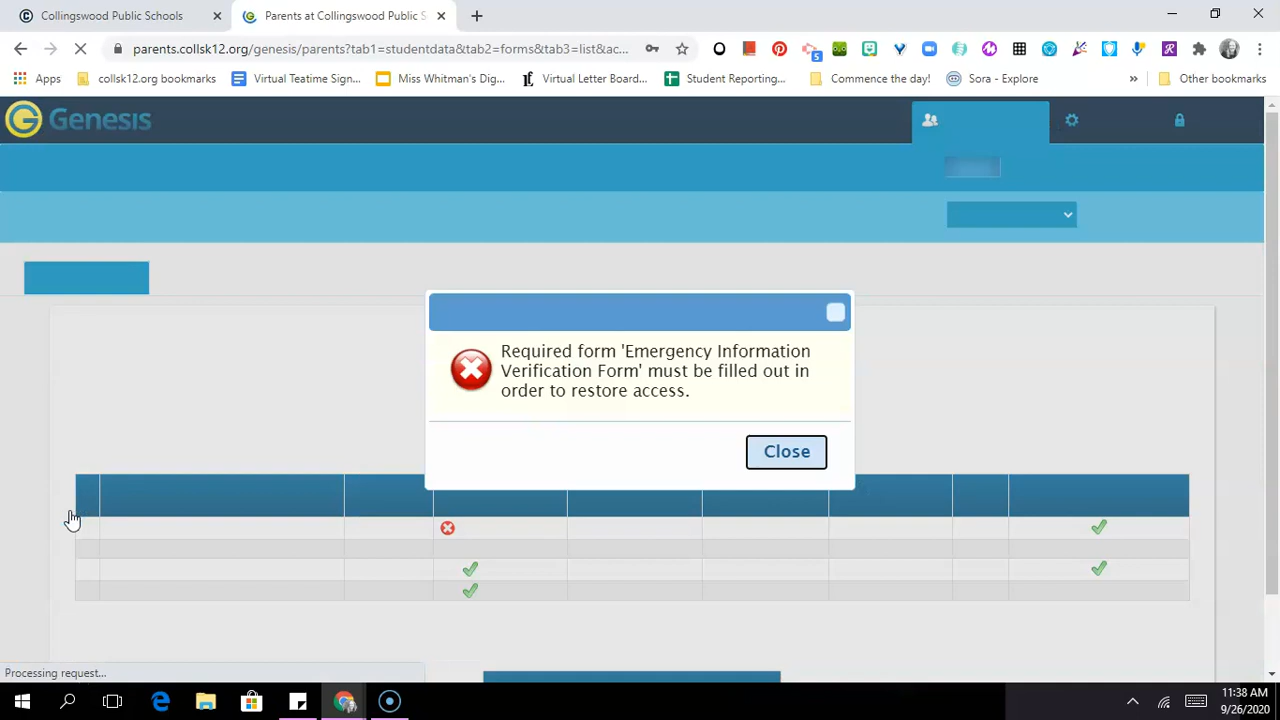 Collingswood Public Schools
Parents at Collingswood Public S
parents.collsk12.org/genesis/parents?tab1=studentdata&tab2=forms&tab3=list&ac...
Apps
collsk12.org bookmarks
Virtual Teatime Sign...
Miss Whitman's Dig...
Virtual Letter Board...
Student Reporting...
Commence the day!
Sora - Explore
»
Other bookmarks
Genesis
Required form 'Emergency Information
Verification Form' must be filled out in
order to restore access.
Close
Processing request...
11:38 AM
9/26/2020